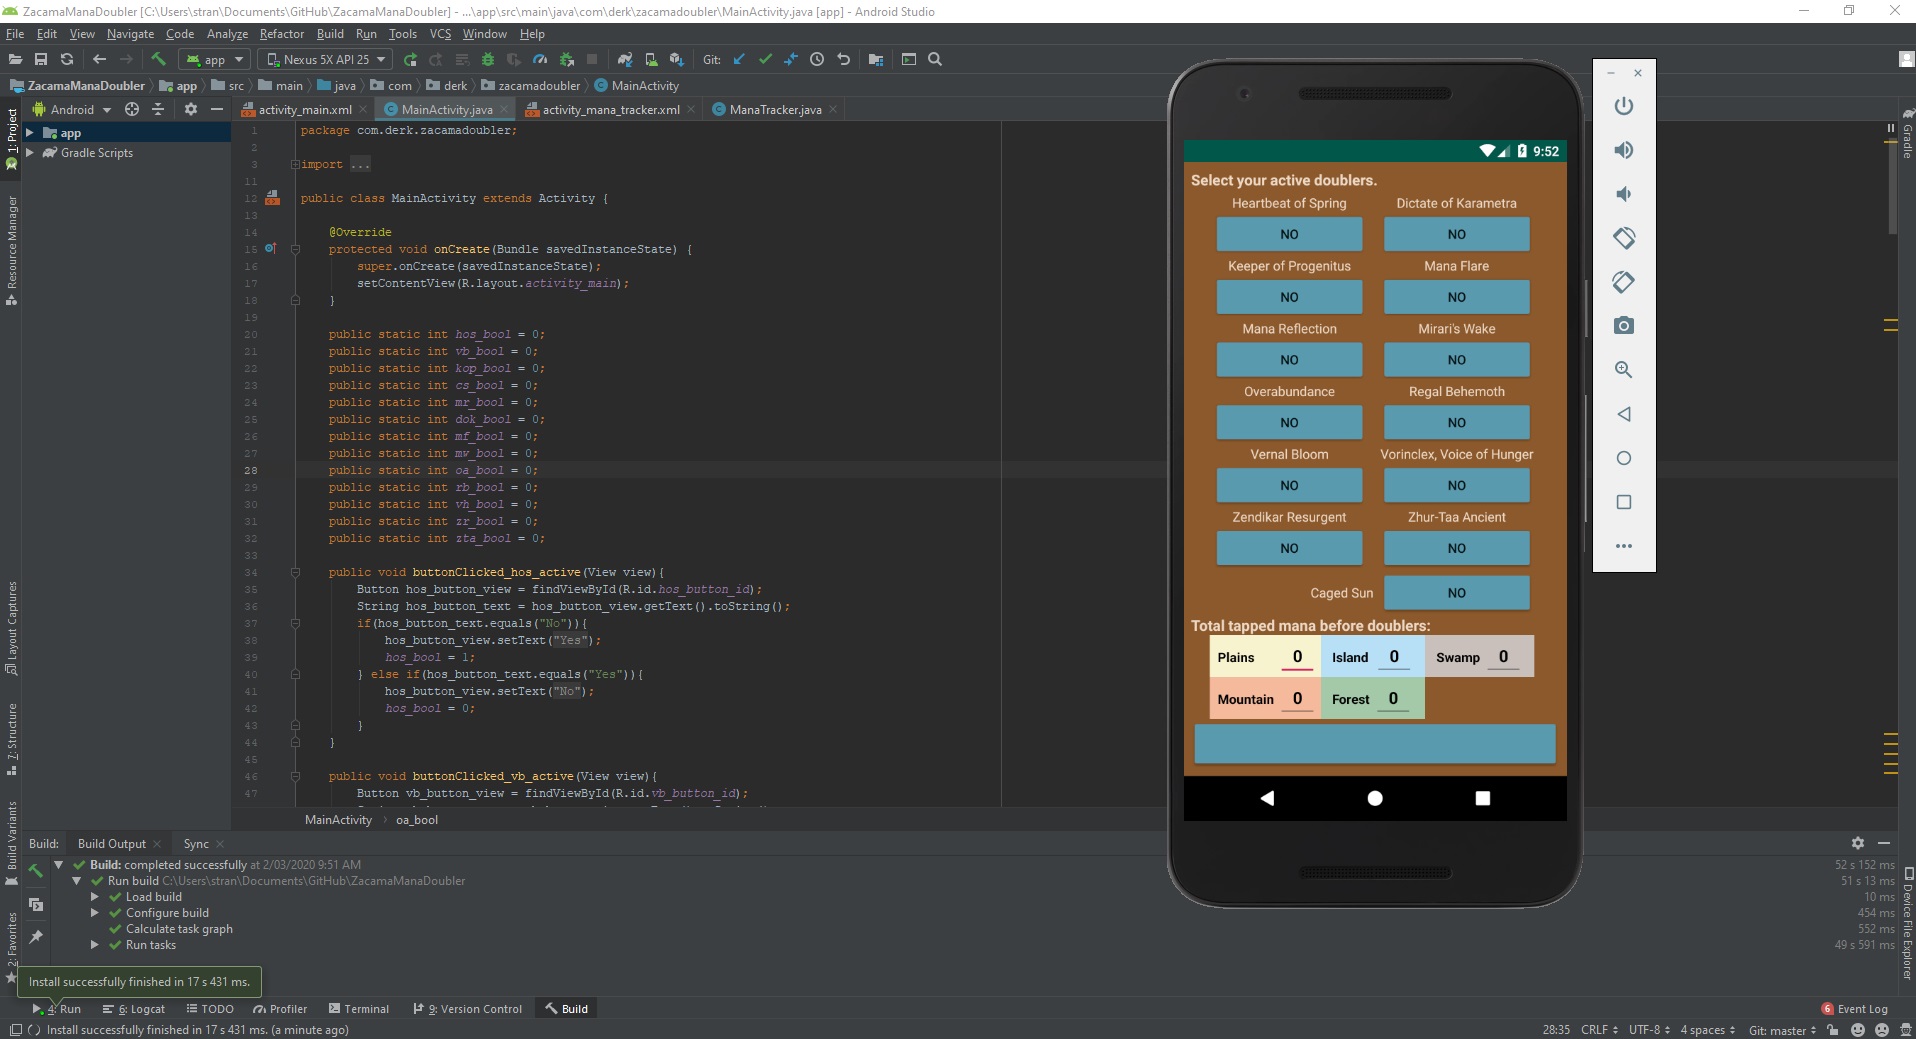 ZacamaManaDoubler [C:\Users\stran\Documents\GitHub\ZacamaManaDoubler] - ...\app\src\main\java\com\derk\zacamadoubler\MainActivity.java [app] - Android Studio
File Edit View Navigate Code Analyze Refactor Build Run Tools VCS Window Help
app Nexus 5X API 25 Git:
ZacamaManaDoubler app src main java com derk zacamadoubler MainActivity
Android activity_main.xml MainActivity.java activity_mana_tracker.xml ManaTracker.java
1: Project
Resource Manager
Layout Captures
7: Structure
Build Variants
2: Favorites
app
Gradle Scripts
1 package com.derk.zacamadoubler;
2
3 import ...
11
12 public class MainActivity extends Activity {
13
14 @Override
15 protected void onCreate(Bundle savedInstanceState) {
16 super.onCreate(savedInstanceState);
17 setContentView(R.layout.activity_main);
18 }
19
20 public static int hos_bool = 0;
21 public static int vb_bool = 0;
22 public static int kop_bool = 0;
23 public static int cs_bool = 0;
24 public static int mr_bool = 0;
25 public static int dok_bool = 0;
26 public static int mf_bool = 0;
27 public static int mw_bool = 0;
28 public static int oa_bool = 0;
29 public static int rb_bool = 0;
30 public static int vh_bool = 0;
31 public static int zr_bool = 0;
32 public static int zta_bool = 0;
33
34 public void buttonClicked_hos_active(View view){
35 Button hos_button_view = findViewById(R.id.hos_button_id);
36 String hos_button_text = hos_button_view.getText().toString();
37 if(hos_button_text.equals("No")){
38 hos_button_view.setText("Yes");
39 hos_bool = 1;
40 } else if(hos_button_text.equals("Yes")){
41 hos_button_view.setText("No");
42 hos_bool = 0;
43 }
44 }
45
46 public void buttonClicked_vb_active(View view){
47 Button vb_button_view = findViewById(R.id.vb_button_id);
MainActivity oa_bool
9:52
Select your active doublers.
Heartbeat of Spring Dictate of Karametra
NO NO
Keeper of Progenitus Mana Flare
NO NO
Mana Reflection Mirari's Wake
NO NO
Overabundance Regal Behemoth
NO NO
Vernal Bloom Vorinclex, Voice of Hunger
NO NO
Zendikar Resurgent Zhur-Taa Ancient
NO NO
Caged Sun NO
Total tapped mana before doublers:
Plains 0 Island 0 Swamp 0
Mountain 0 Forest 0
Gradle
Device File Explorer
Build: Build Output Sync
Build: completed successfully at 2/03/2020 9:51 AM 52 s 152 ms
Run build C:\Users\stran\Documents\GitHub\ZacamaManaDoubler 51 s 13 ms
Load build 10 ms
Configure build 454 ms
Calculate task graph 552 ms
Run tasks 49 s 591 ms
Install successfully finished in 17 s 431 ms.
4: Run 6: Logcat TODO Profiler Terminal 9: Version Control Build 6 Event Log
Install successfully finished in 17 s 431 ms. (a minute ago) 28:35 CRLF UTF-8 4 spaces Git: master